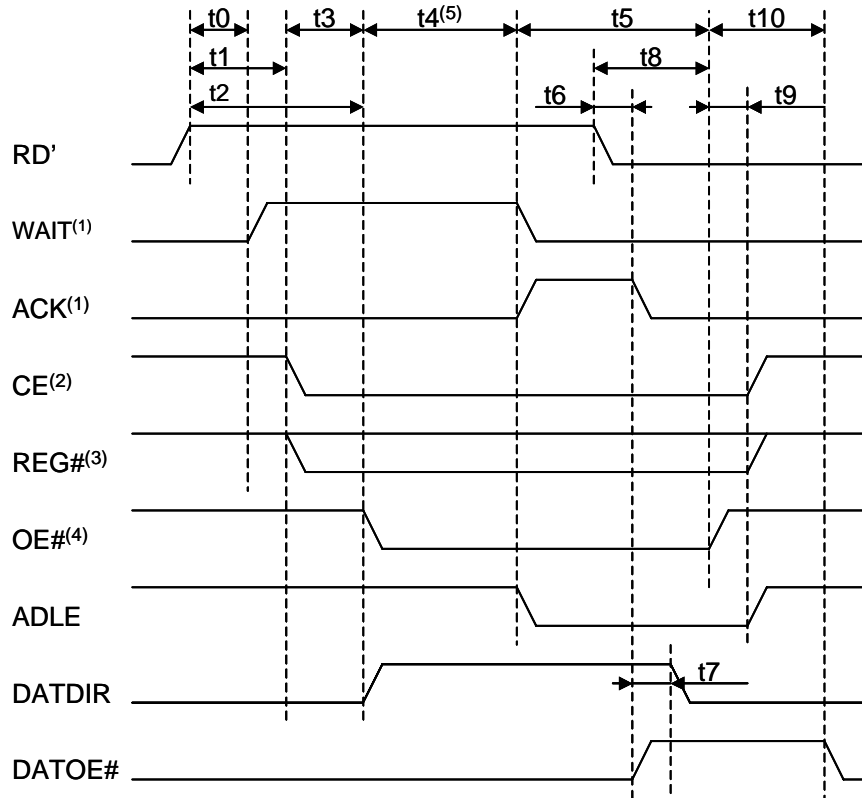 t0 t3 t4(5) t5 t10
t1 t8
t2 t6 t9
RD’
WAIT(1)
ACK(1)
CE(2)
REG#(3)
OE#(4)
ADLE
DATDIR t7
DATOE#